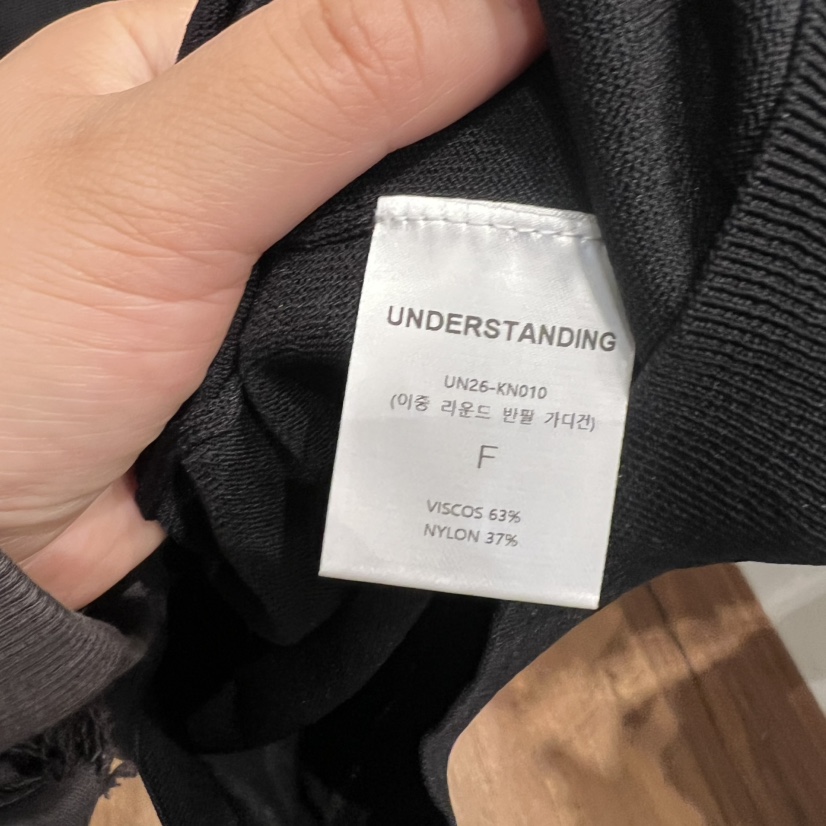 UNDERSTANDING
UN26-KN010
(이중 라운드 반팔 가디건)
F
VISCOS 63%
NYLON 37%